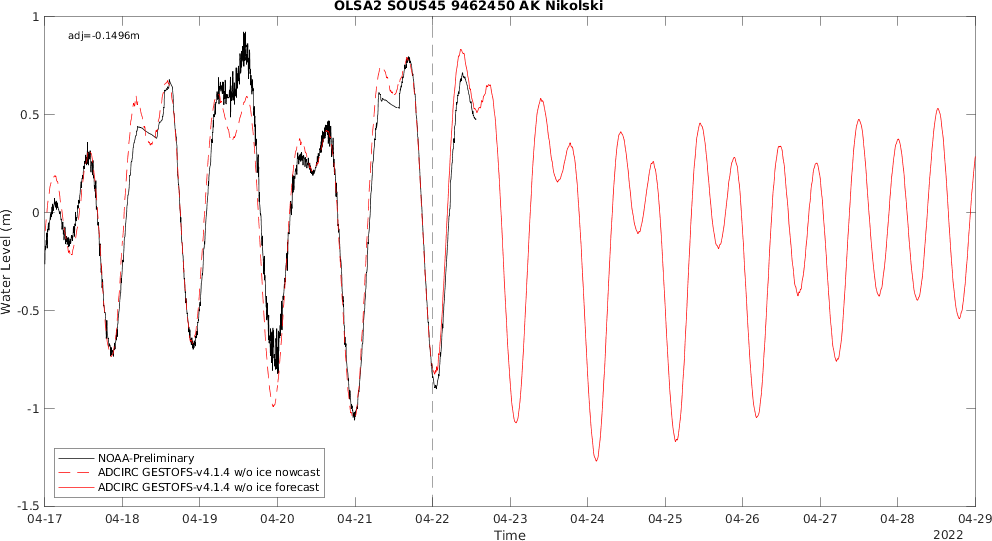 OLSA2 SOUS45 9462450 AK Nikolski
adj=-0.1496m
1
0.5
0
-0.5
-1
-1.5
Water Level (m)
NOAA-Preliminary
ADCIRC GESTOFS-v4.1.4 w/o ice nowcast
ADCIRC GESTOFS-v4.1.4 w/o ice forecast
04-17 04-18 04-19 04-20 04-21 04-22 04-23 04-24 04-25 04-26 04-27 04-28 04-29
Time
2022